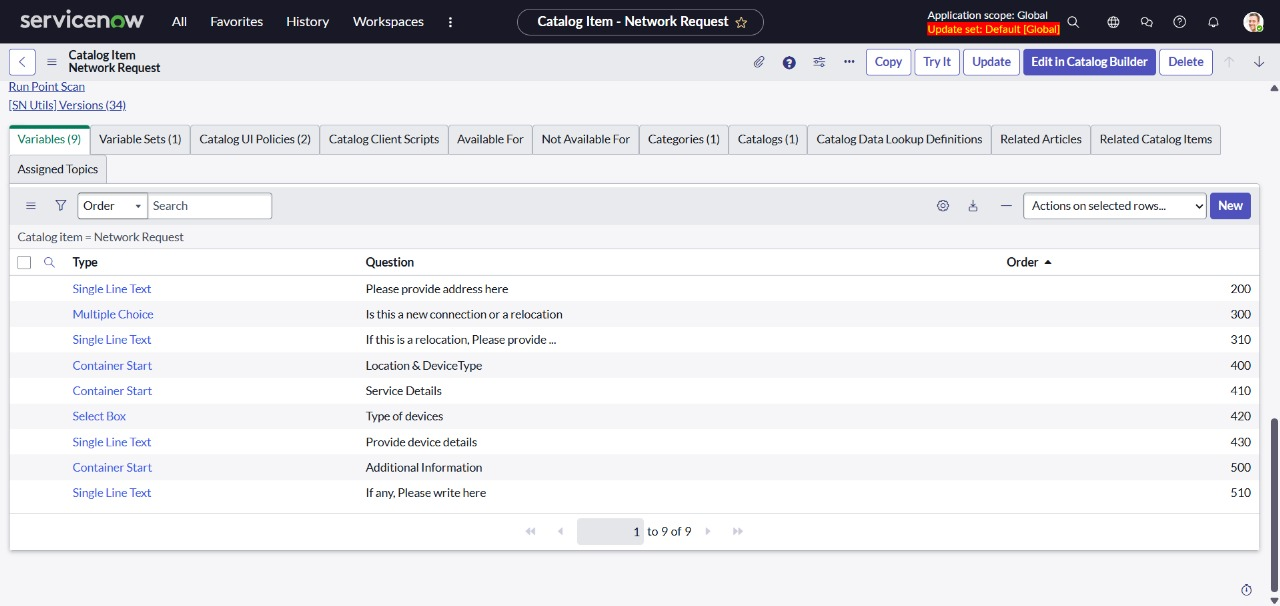 servicenow All Favorites History Workspaces Catalog Item - Network Request Application scope: Global
Update set: Default [Global]
Catalog Item
Network Request
Copy Try It Update Edit in Catalog Builder Delete
Run Point Scan
[SN Utils] Versions (34)
Variables (9) Variable Sets (1) Catalog UI Policies (2) Catalog Client Scripts Available For Not Available For Categories (1) Catalogs (1) Catalog Data Lookup Definitions Related Articles Related Catalog Items
Assigned Topics
Order Search Actions on selected rows... New
Catalog item = Network Request
Type Question Order
Single Line Text Please provide address here 200
Multiple Choice Is this a new connection or a relocation 300
Single Line Text If this is a relocation, Please provide ... 310
Container Start Location & DeviceType 400
Container Start Service Details 410
Select Box Type of devices 420
Single Line Text Provide device details 430
Container Start Additional Information 500
Single Line Text If any, Please write here 510
1 to 9 of 9